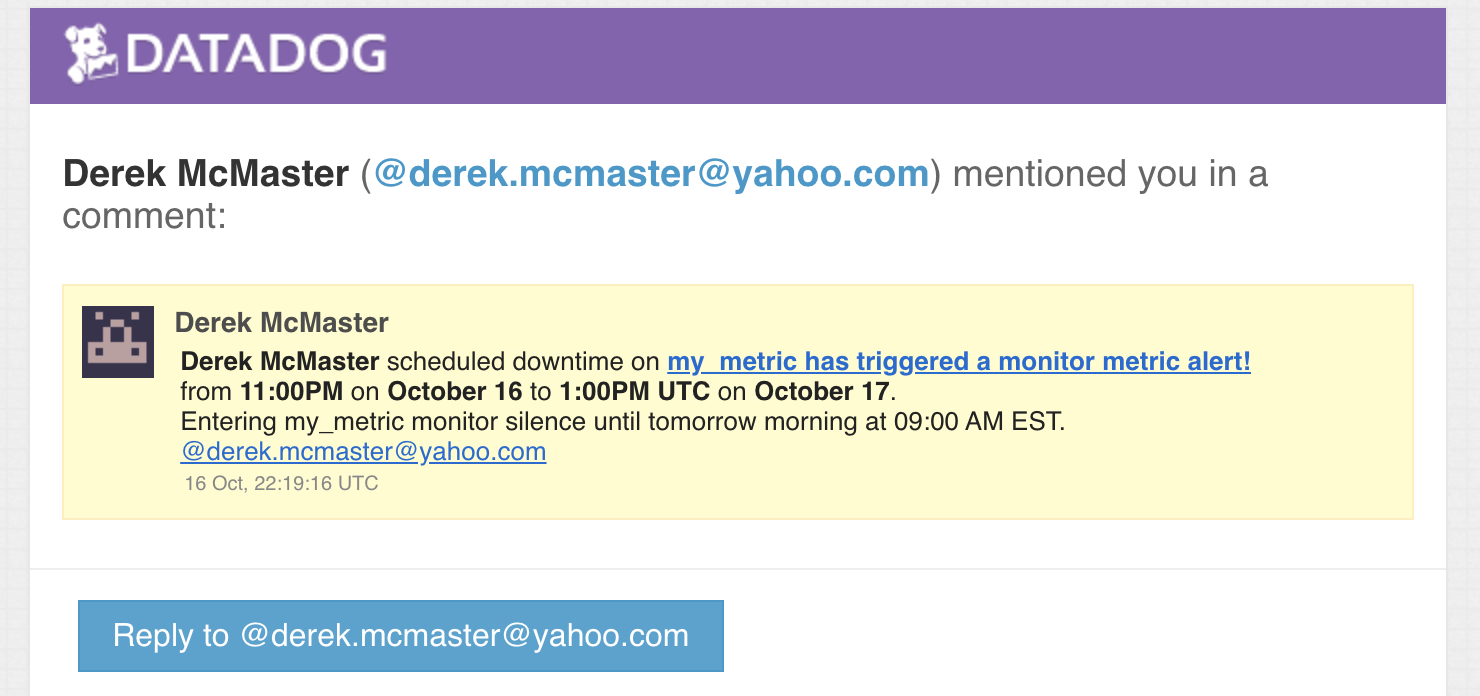 DATADOG
Derek McMaster (@derek.mcmaster@yahoo.com) mentioned you in a
comment:
Derek McMaster
Derek McMaster scheduled downtime on my_metric has triggered a monitor metric alert!
from 11:00PM on October 16 to 1:00PM UTC on October 17.
Entering my_metric monitor silence until tomorrow morning at 09:00 AM EST.
@derek.mcmaster@yahoo.com
16 Oct, 22:19:16 UTC
Reply to @derek.mcmaster@yahoo.com